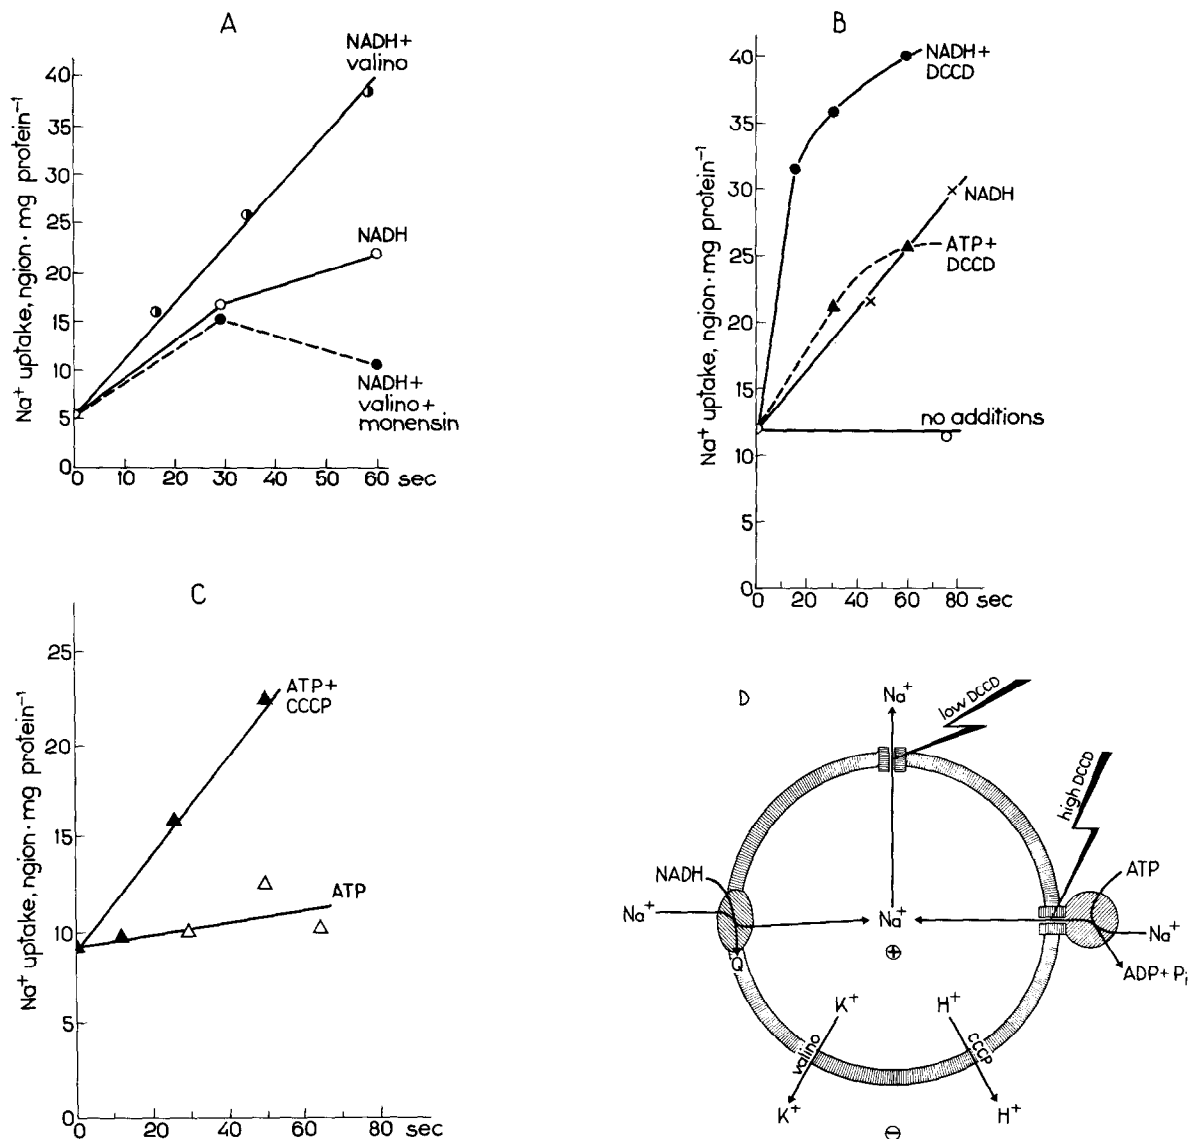 A
Na⁺ uptake, ngion · mg protein⁻¹
40
35
30
25
20
15
10
5
0
0 10 20 30 40 50 60 sec
NADH +
valino
NADH
NADH +
valino +
monensin
B
Na⁺ uptake, ngion · mg protein⁻¹
40
35
30
25
20
15
10
5
0
0 20 40 60 80 sec
NADH +
DCCD
NADH
ATP +
DCCD
no additions
C
Na⁺ uptake, ngion · mg protein⁻¹
25
20
15
10
5
0
0 20 40 60 80 sec
ATP +
CCCP
ATP
D
Na⁺
low DCCD
high DCCD
NADH
ATP
Na⁺
Na⁺
Na⁺
⊕
Q
ADP + Pi
K⁺
H⁺
valino
CCCP
K⁺
H⁺
⊖